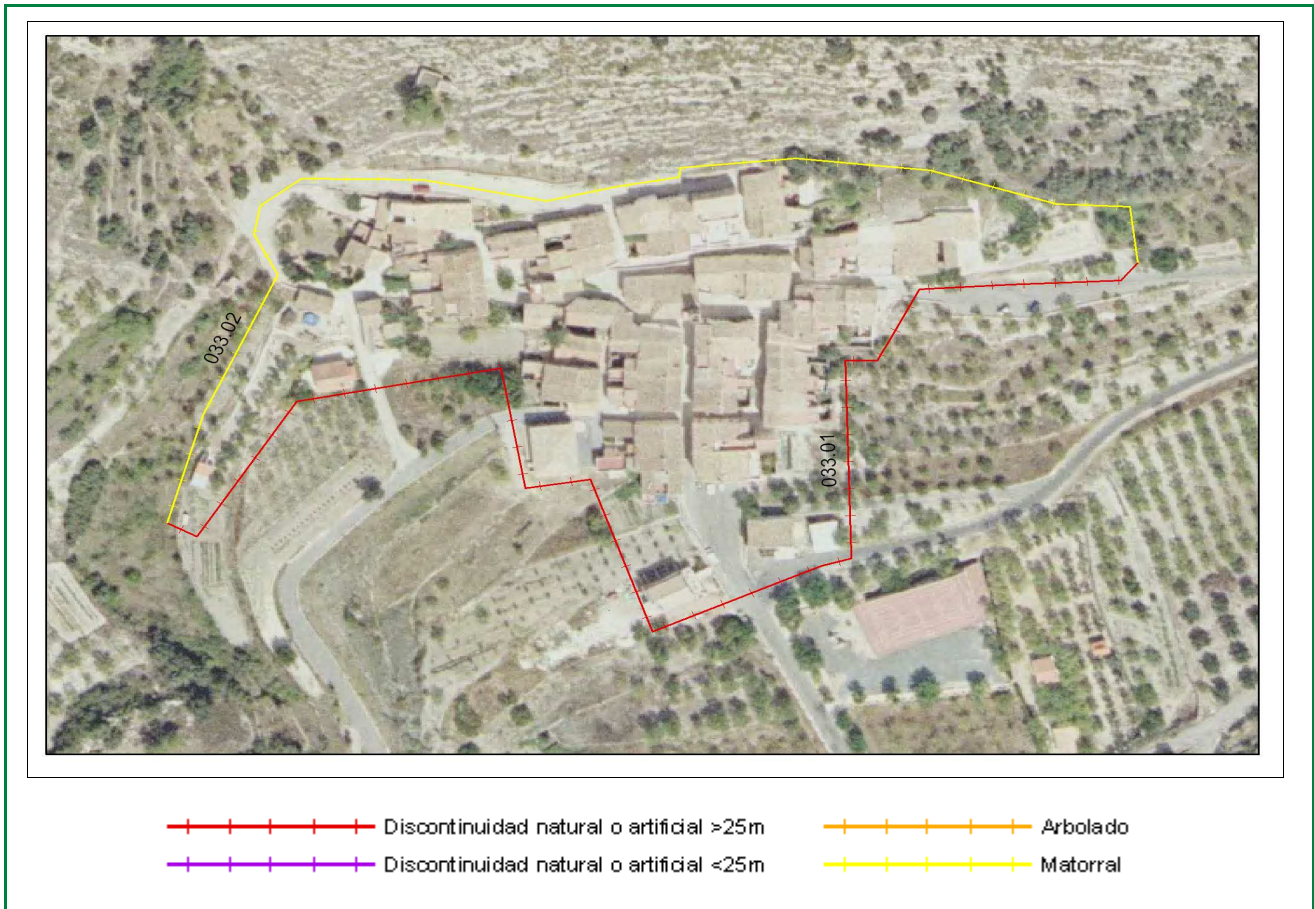 033.02
033.01
Discontinuidad natural o artificial >25m
Arbolado
Discontinuidad natural o artificial <25m
Matorral